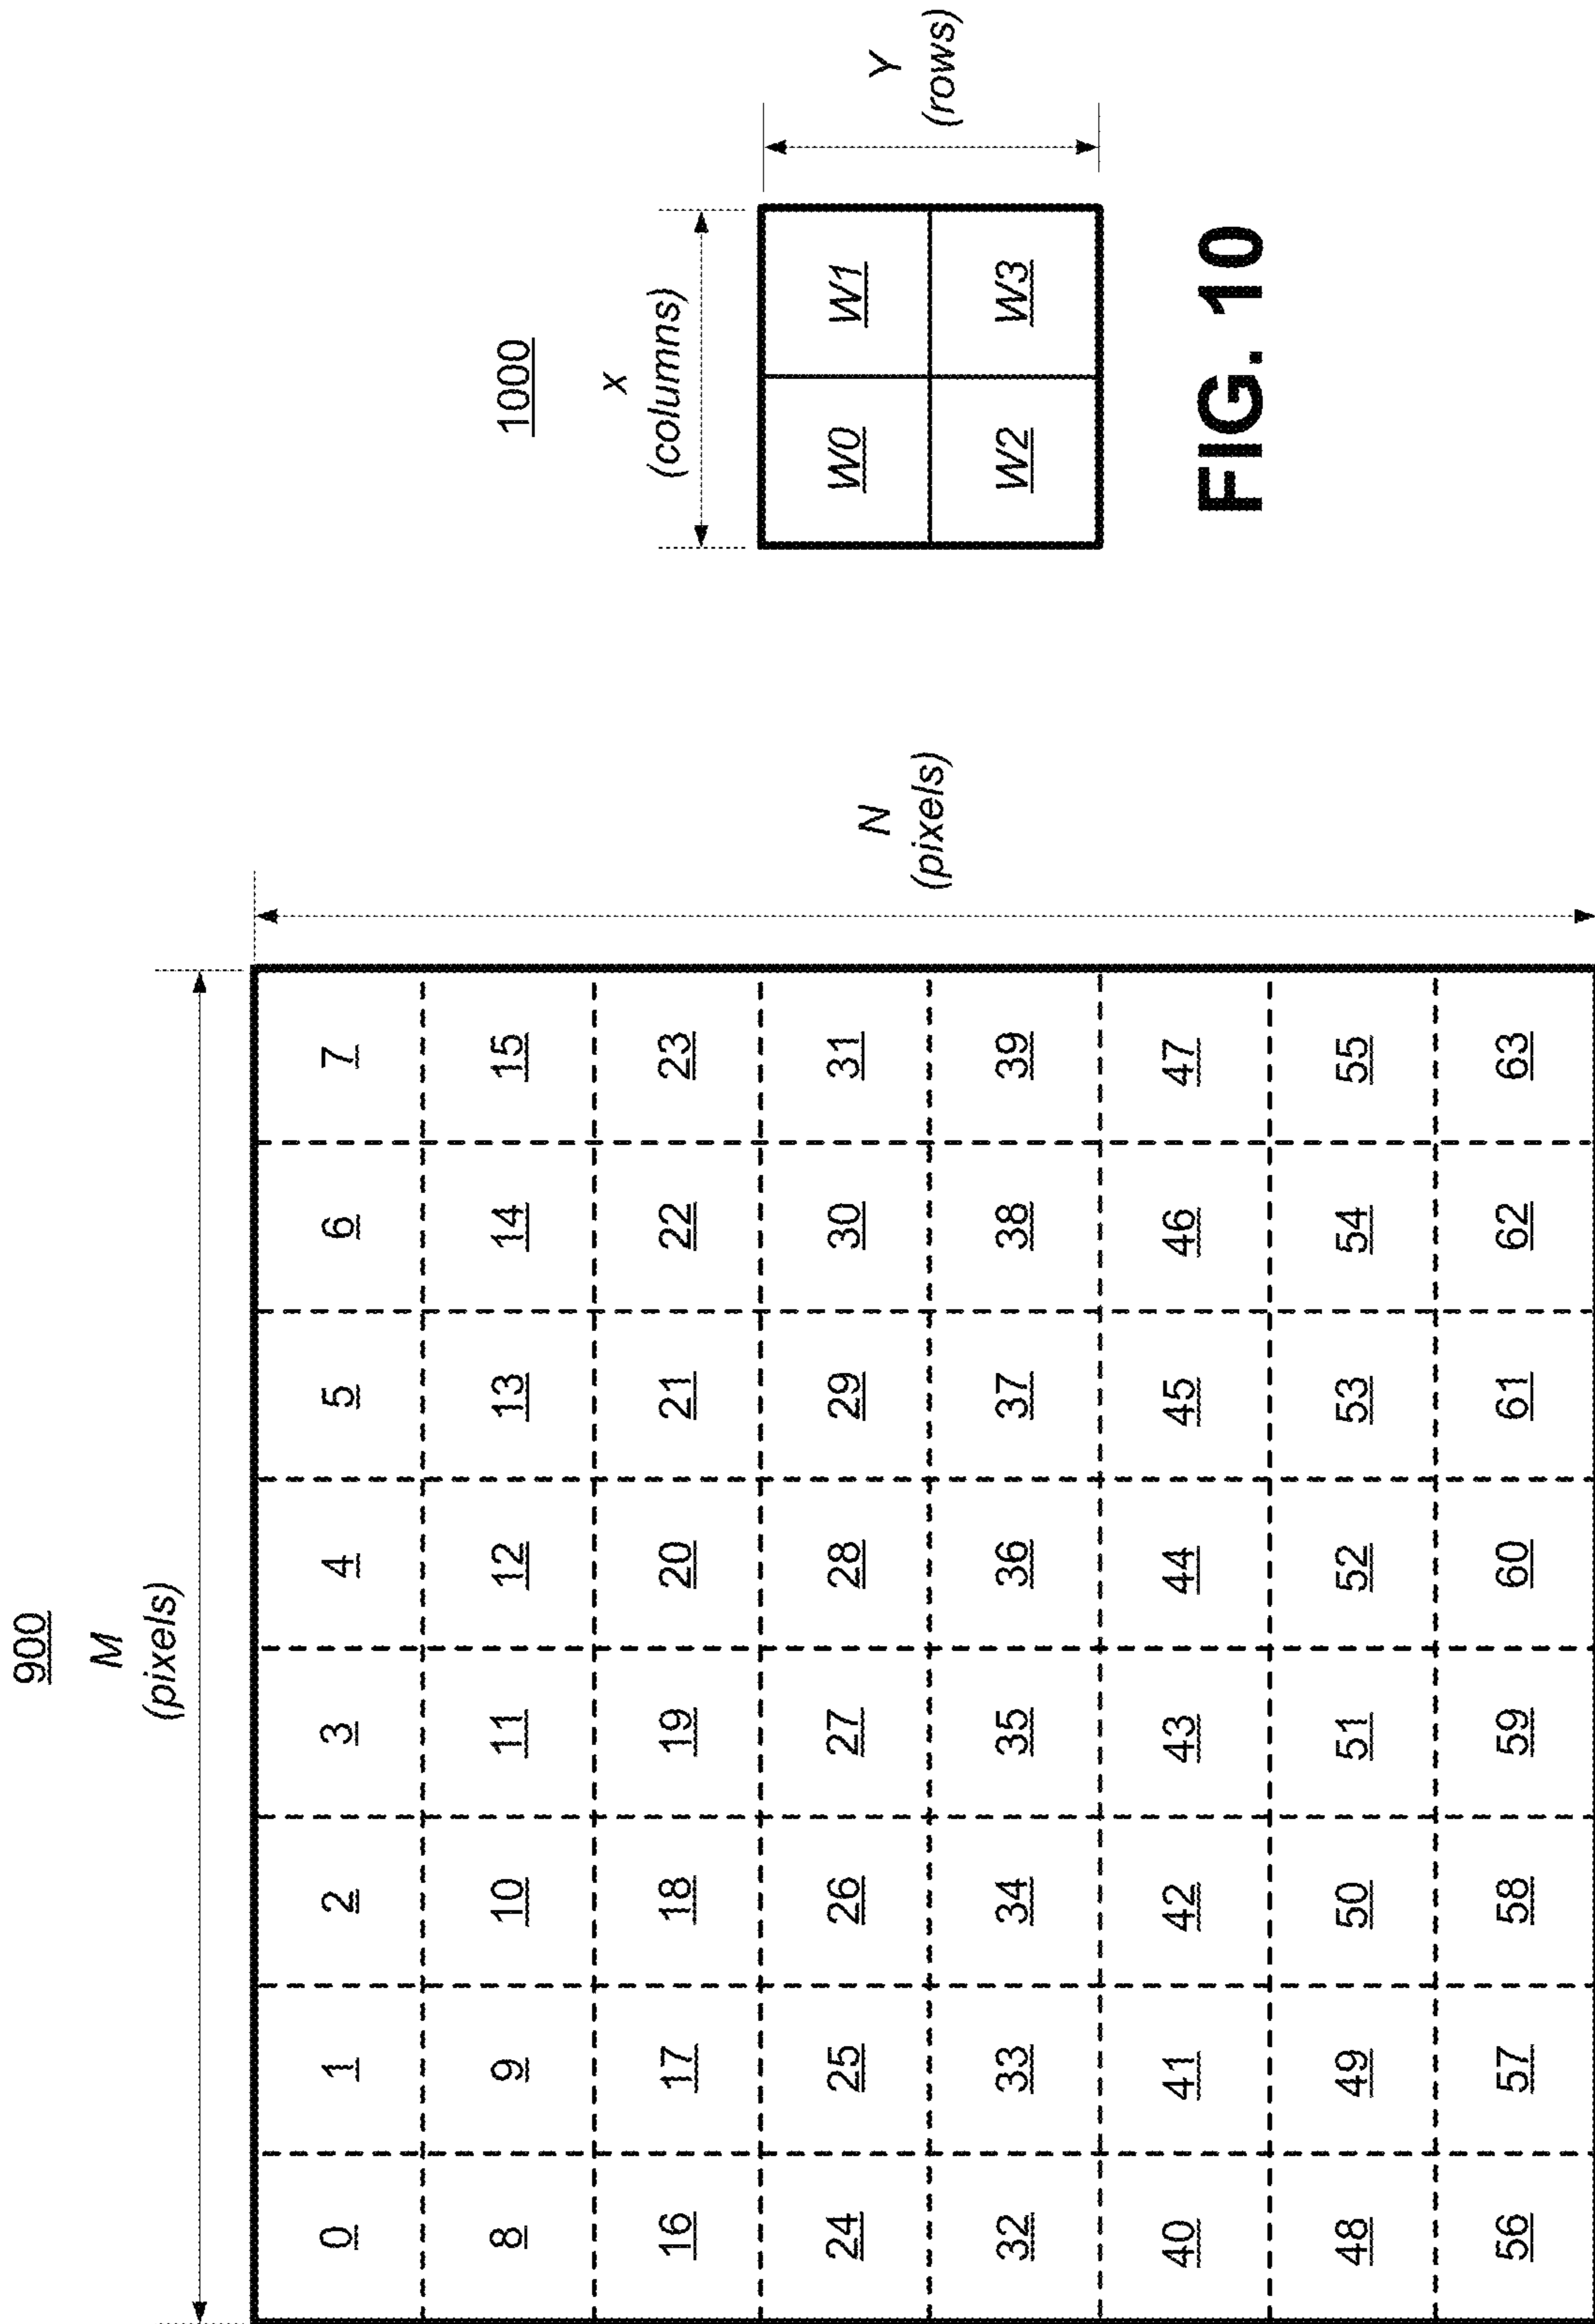 900
M
(pixels)
0 1 2 3 4 5 6 7
8 9 10 11 12 13 14 15
16 17 18 19 20 21 22 23
24 25 26 27 28 29 30 31
32 33 34 35 36 37 38 39
40 41 42 43 44 45 46 47
48 49 50 51 52 53 54 55
56 57 58 59 60 61 62 63
N
(pixels)
1000
X
(columns)
W0 W1
W2 W3
Y
(rows)
FIG. 10